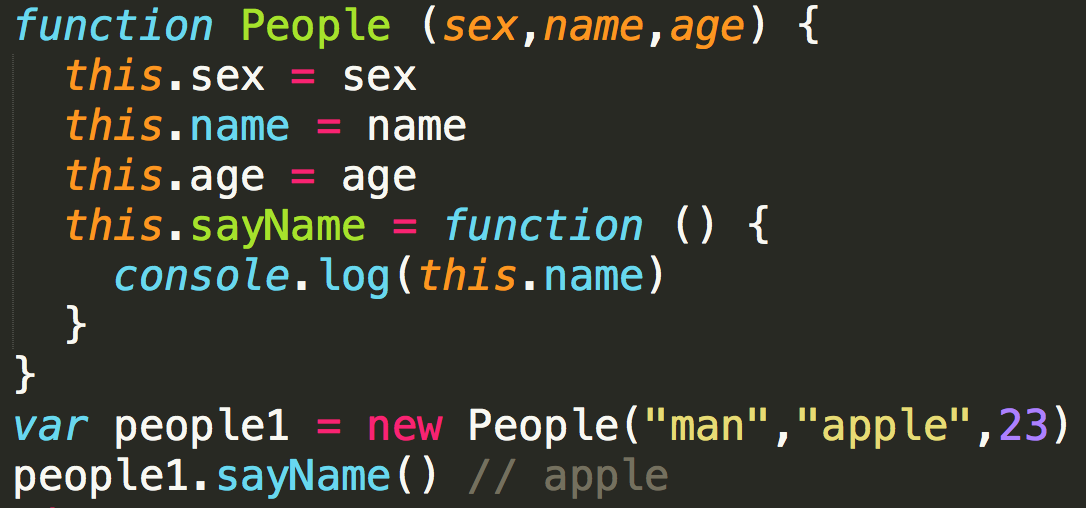 function People (sex,name,age) {
  this.sex = sex
  this.name = name
  this.age = age
  this.sayName = function () {
    console.log(this.name)
  }
}
var people1 = new People("man","apple",23)
people1.sayName() // apple